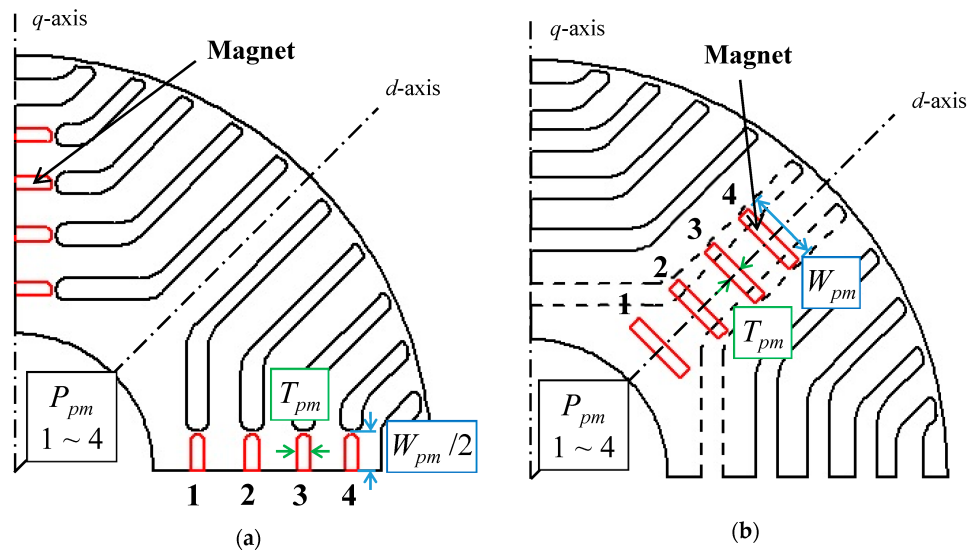 q-axis
d-axis
Magnet
P_pm
1 ~ 4
T_pm
W_pm /2
1 2 3 4
(a)
q-axis
d-axis
Magnet
4
3
2
1
W_pm
T_pm
P_pm
1 ~ 4
(b)